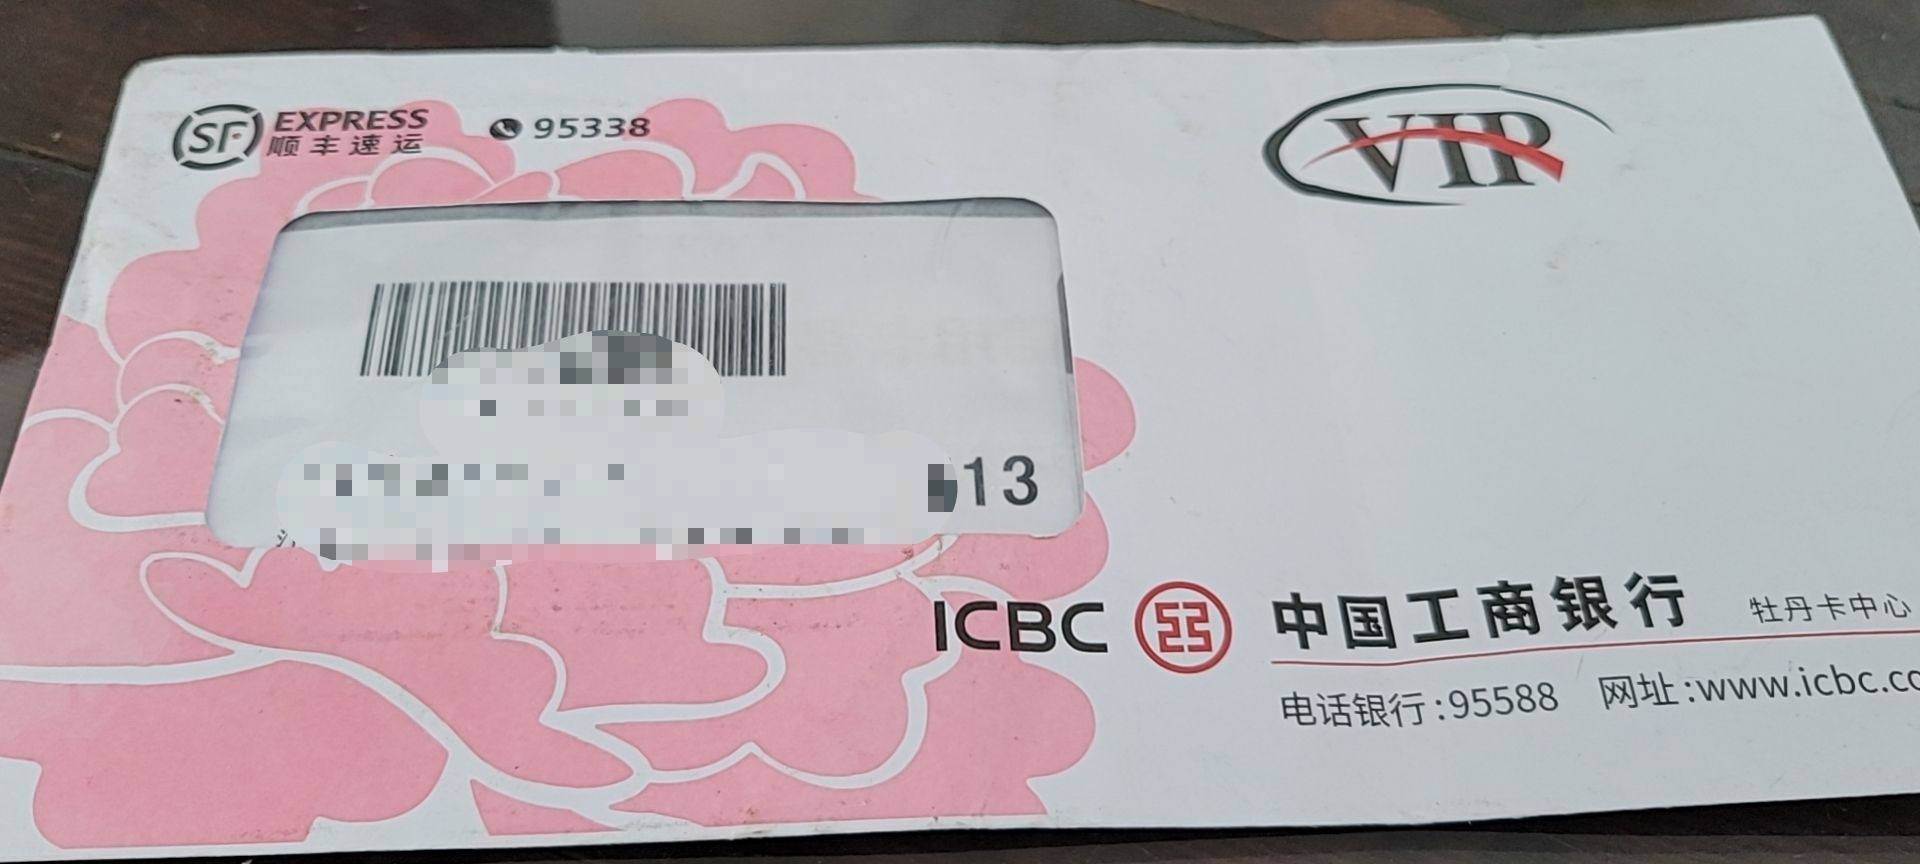 SF EXPRESS
顺丰速运
95338
VIP
13
ICBC 中国工商银行 牡丹卡中心
电话银行:95588 网址:www.icbc.co